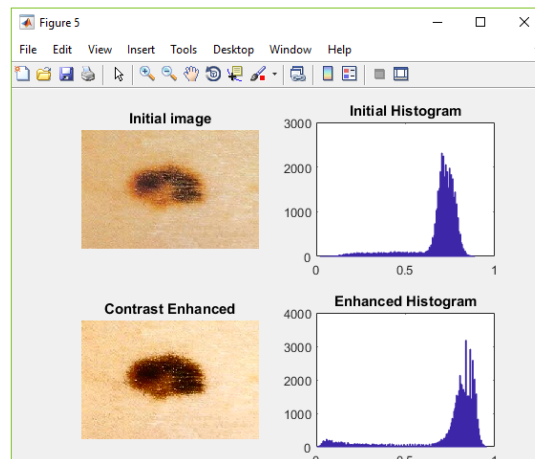 Figure 5
File Edit View Insert Tools Desktop Window Help
Initial image
Initial Histogram
3000
2000
1000
0
0 0.5 1
Contrast Enhanced
Enhanced Histogram
4000
3000
2000
1000
0